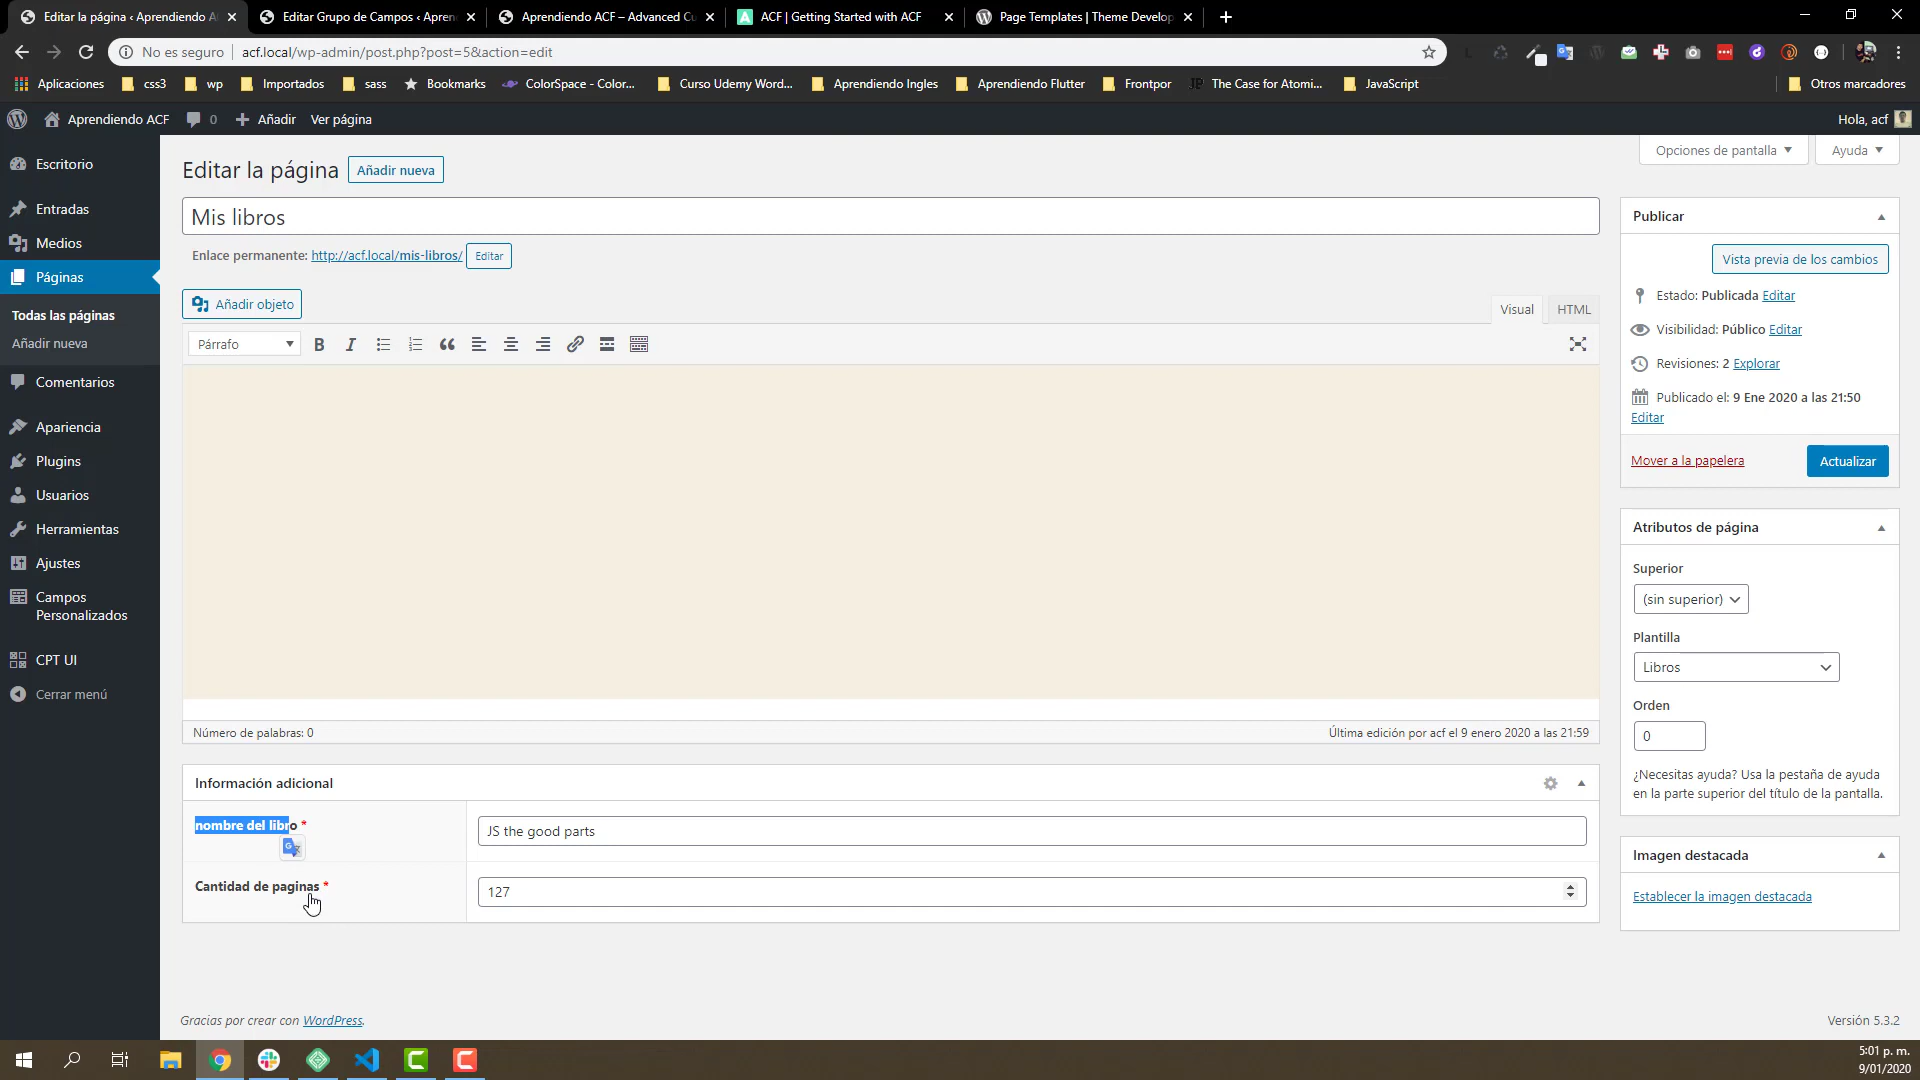 Editar la página ‹ Aprendiendo A
Editar Grupo de Campos ‹ Apren
Aprendiendo ACF – Advanced Cu
ACF | Getting Started with ACF
Page Templates | Theme Develop
No es seguro
acf.local/wp-admin/post.php?post=5&action=edit
Aplicaciones
css3
wp
Importados
sass
Bookmarks
ColorSpace - Color...
Curso Udemy Word...
Aprendiendo Ingles
Aprendiendo Flutter
Frontpor
The Case for Atomi...
JavaScript
Otros marcadores
Aprendiendo ACF
0
Añadir
Ver página
Hola, acf
Escritorio
Entradas
Medios
Páginas
Todas las páginas
Añadir nueva
Comentarios
Apariencia
Plugins
Usuarios
Herramientas
Ajustes
Campos
Personalizados
CPT UI
Cerrar menú
Opciones de pantalla
Ayuda
Editar la página
Añadir nueva
Mis libros
Enlace permanente: http://acf.local/mis-libros/
Editar
Añadir objeto
Visual
HTML
Párrafo
Número de palabras: 0
Última edición por acf el 9 enero 2020 a las 21:59
Información adicional
nombre del libro *
JS the good parts
Cantidad de paginas *
127
Publicar
Vista previa de los cambios
Estado: Publicada Editar
Visibilidad: Público Editar
Revisiones: 2 Explorar
Publicado el: 9 Ene 2020 a las 21:50
Editar
Mover a la papelera
Actualizar
Atributos de página
Superior
(sin superior)
Plantilla
Libros
Orden
0
¿Necesitas ayuda? Usa la pestaña de ayuda
en la parte superior del título de la pantalla.
Imagen destacada
Establecer la imagen destacada
Gracias por crear con WordPress.
Versión 5.3.2
5:01 p. m.
9/01/2020